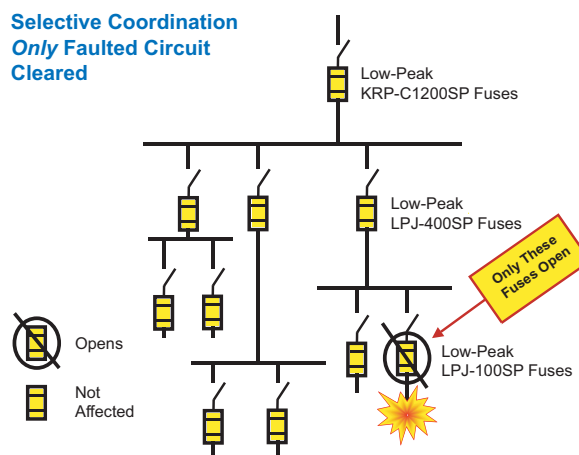 Selective Coordination
Only Faulted Circuit
Cleared
Low-Peak
KRP-C1200SP Fuses
Low-Peak
LPJ-400SP Fuses
Only These
Fuses Open
Opens
Low-Peak
LPJ-100SP Fuses
Not
Affected